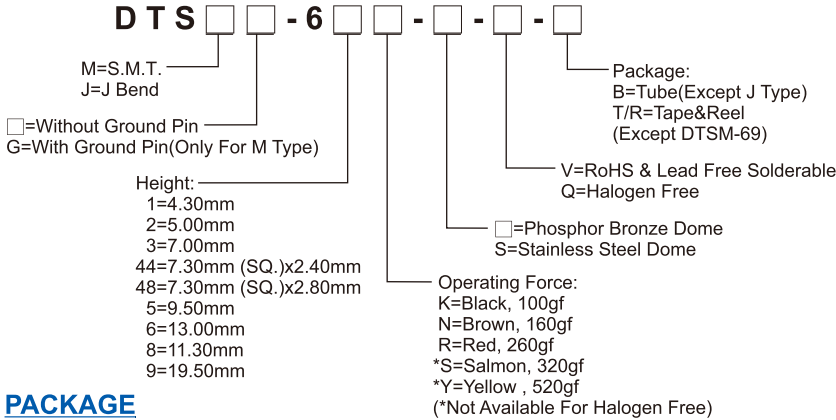 DTS□□-6□□-□-□-□
M=S.M.T.
J=J Bend
□=Without Ground Pin
G=With Ground Pin(Only For M Type)
Height:
1=4.30mm
2=5.00mm
3=7.00mm
44=7.30mm (SQ.)x2.40mm
48=7.30mm (SQ.)x2.80mm
5=9.50mm
6=13.00mm
8=11.30mm
9=19.50mm
Package:
B=Tube(Except J Type)
T/R=Tape&Reel
(Except DTSM-69)
V=RoHS & Lead Free Solderable
Q=Halogen Free
□=Phosphor Bronze Dome
S=Stainless Steel Dome
Operating Force:
K=Black, 100gf
N=Brown, 160gf
R=Red, 260gf
*S=Salmon, 320gf
*Y=Yellow , 520gf
(*Not Available For Halogen Free)
PACKAGE